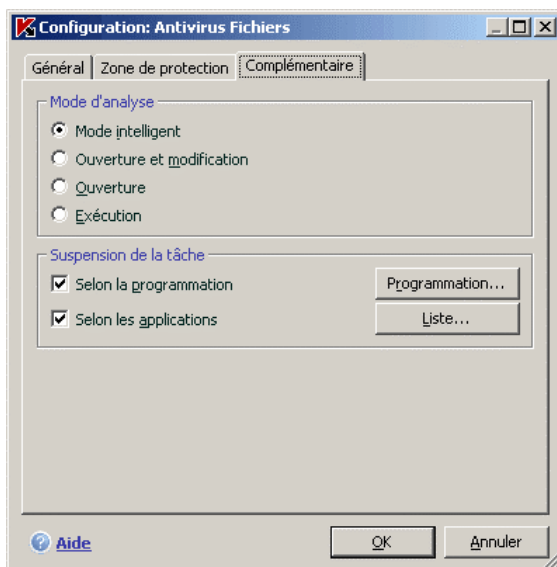 Configuration: Antivirus Fichiers
Général Zone de protection Complémentaire
Mode d'analyse
Mode intelligent
Ouverture et modification
Ouverture
Exécution
Suspension de la tâche
Selon la programmation Programmation...
Selon les applications Liste...
Aide OK Annuler